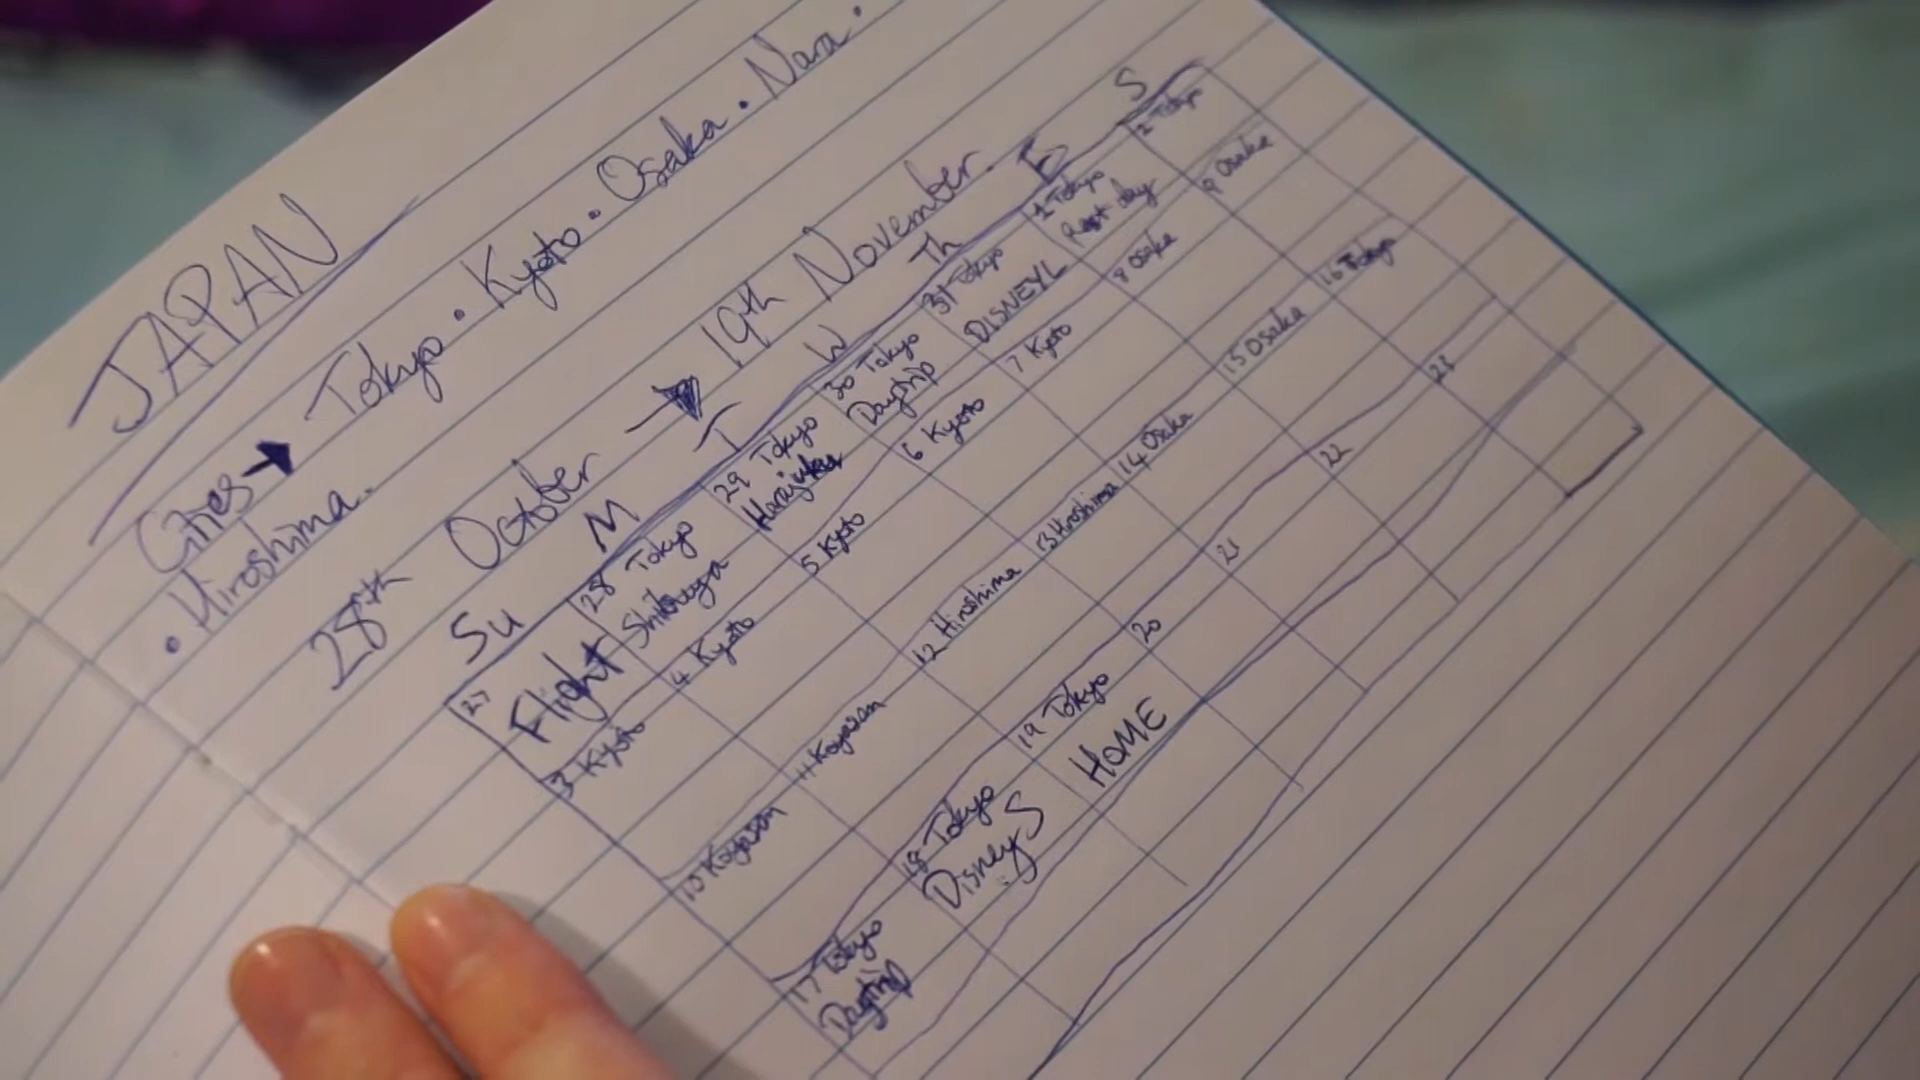 JAPAN
Cities → Tokyo • Kyoto • Osaka • Nara •
• Hiroshima.
28th October → 19th November.
Su M T W Th F S
27 Flight
28 Tokyo Shibuya
29 Tokyo Harajuku
30 Tokyo Daytrip
31 Tokyo DISNEYL
1 Tokyo Rest day
2 Tokyo
3 Kyoto
4 Kyoto
5 Kyoto
6 Kyoto
7 Kyoto
8 Osaka
9 Osaka
10 Koyasan
11 Koyasan
12 Hiroshima
13 Hiroshima
14 Osaka
15 Osaka
16 Tokyo
17 Tokyo Daytrip
18 Tokyo DisneyS
19 Tokyo HOME
20
21
22
23